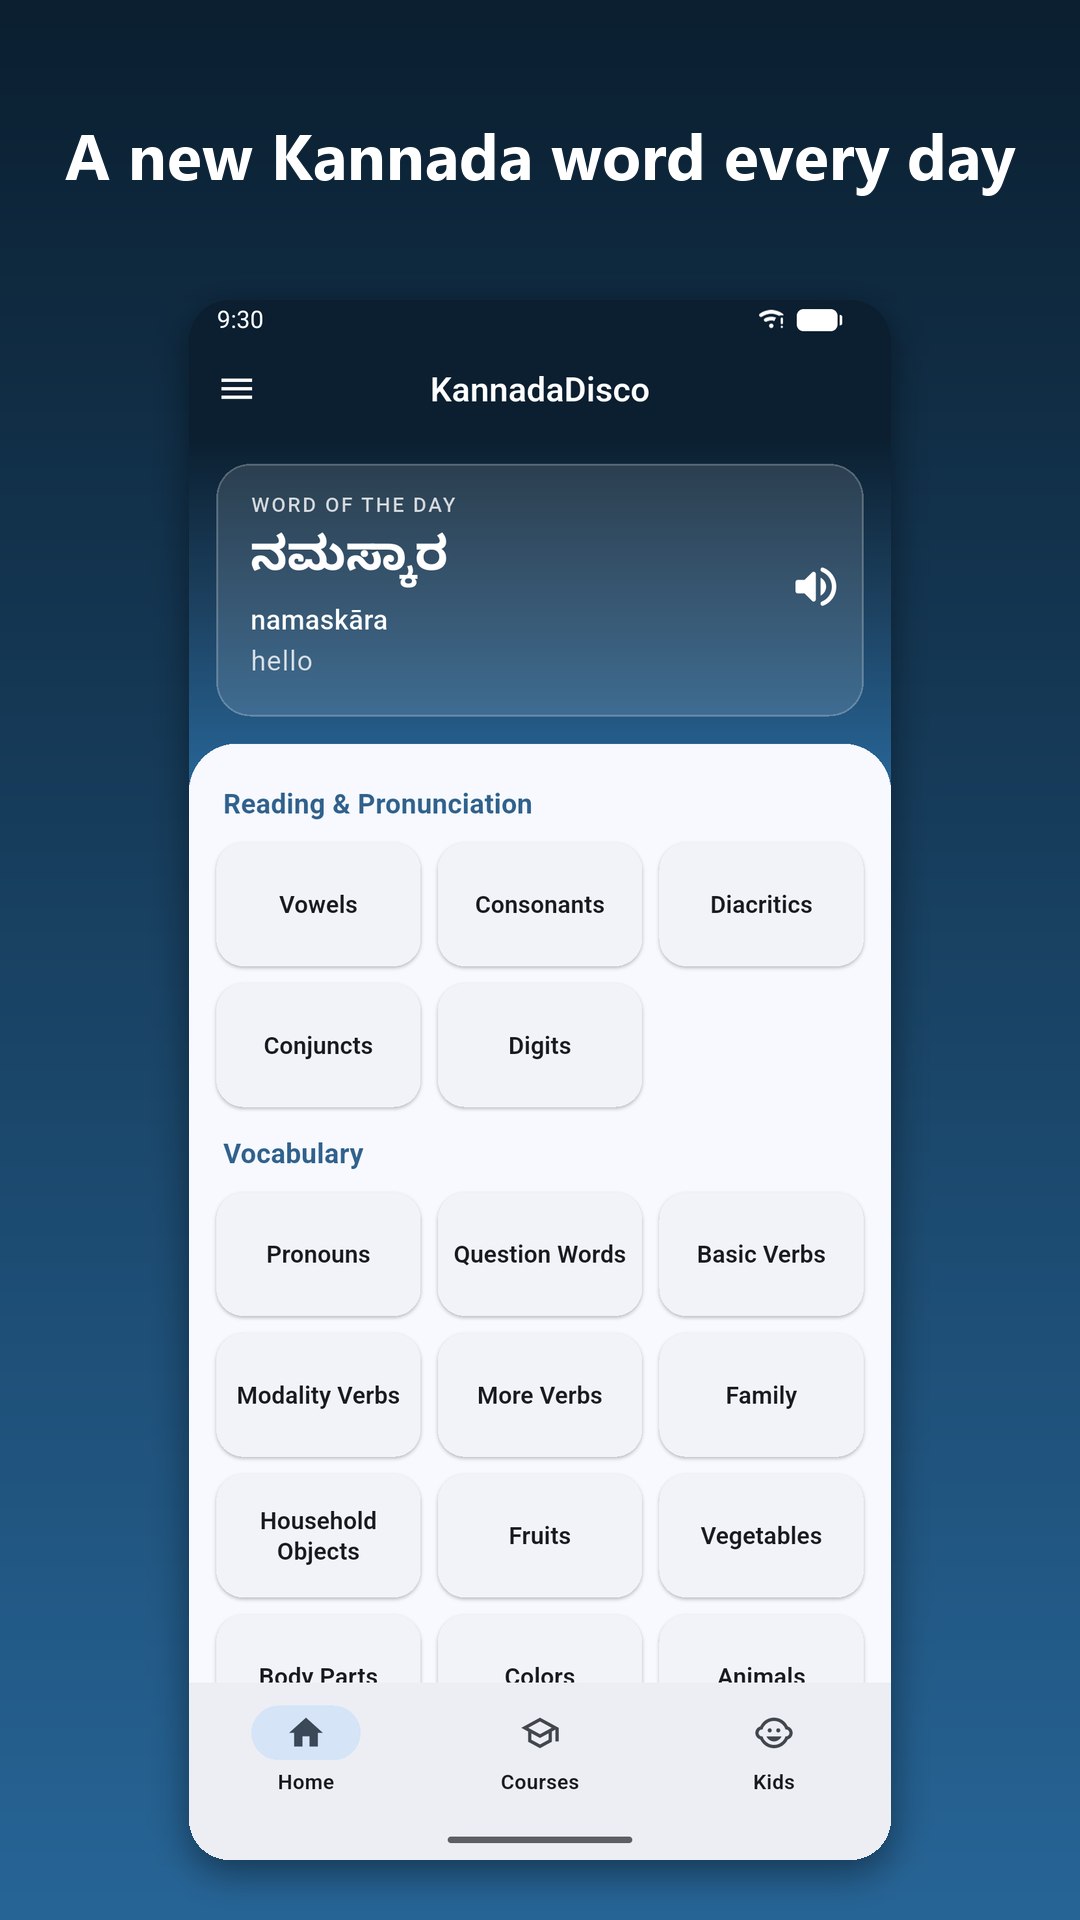 A new Kannada word every day
9:30
KannadaDisco
WORD OF THE DAY
ನಮಸ್ಕಾರ
namaskāra
hello
Reading & Pronunciation
Vowels
Consonants
Diacritics
Conjuncts
Digits
Vocabulary
Pronouns
Question Words
Basic Verbs
Modality Verbs
More Verbs
Family
Household
Objects
Fruits
Vegetables
Body Parts
Colors
Animals
Home
Courses
Kids